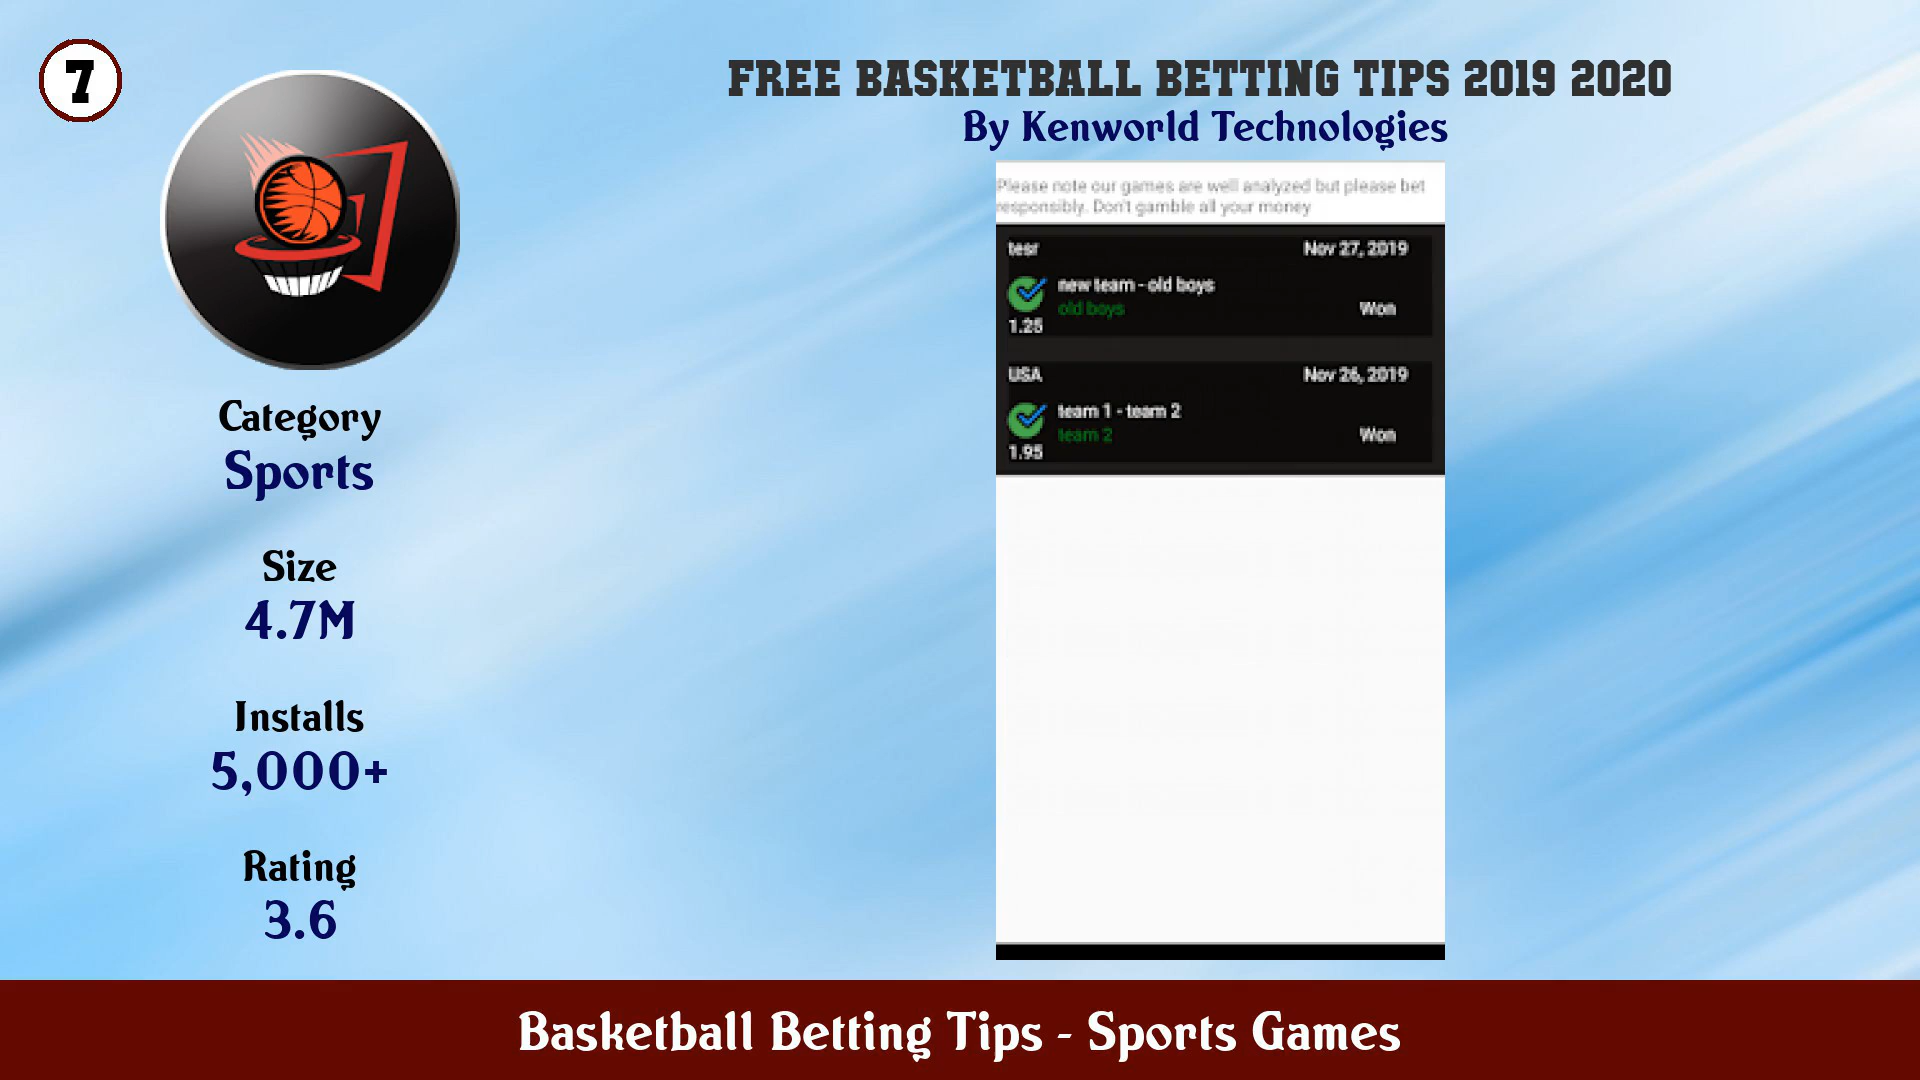 7
FREE BASKETBALL BETTING TIPS 2019 2020
By Kenworld Technologies
Category
Sports
Size
4.7M
Installs
5,000+
Rating
3.6
Please note our games are well analyzed but please bet
responsibly. Don't gamble all your money
tesr Nov 27, 2019
new team - old boys
old boys Won
1.25
USA Nov 26, 2019
team 1 - team 2
team 2 Won
1.95
Basketball Betting Tips - Sports Games